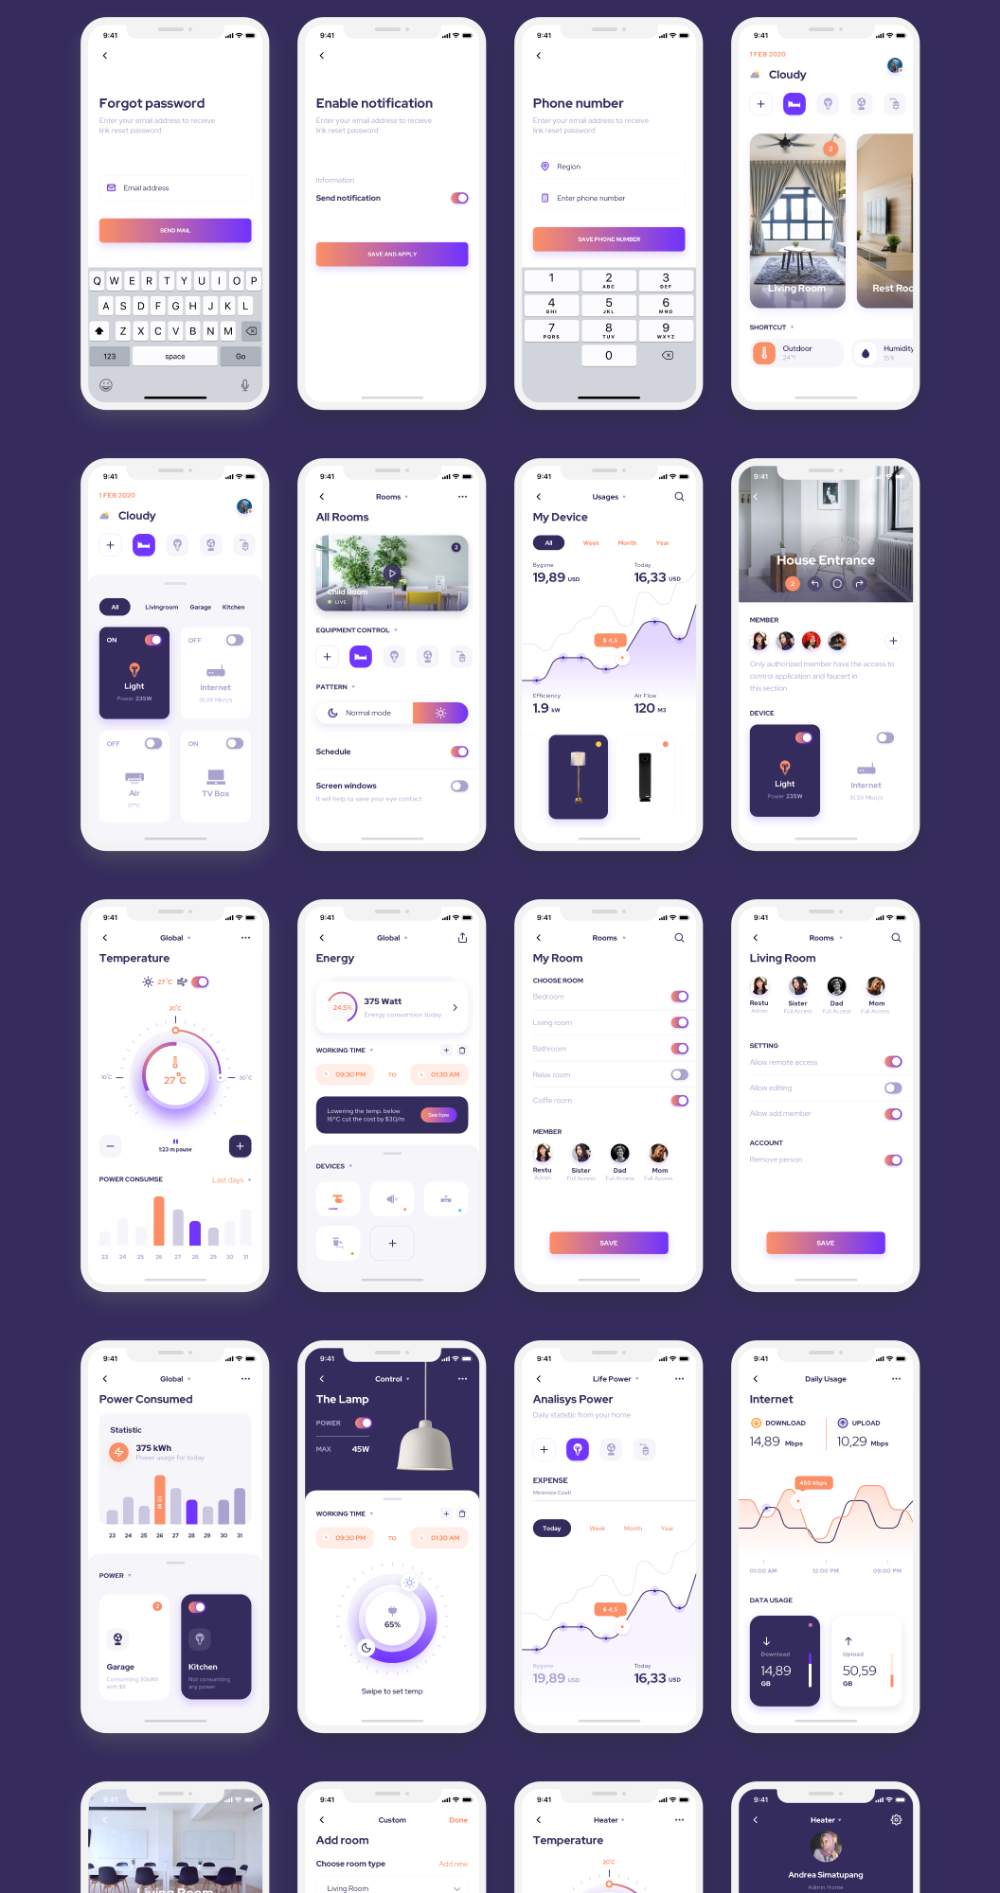 9:41
Forgot password
Enter your email address to receive
link reset password
Email address
SEND MAIL
Q W E R T Y U I O P
A S D F G H J K L
Z X C V B N M
123 space Go
9:41
Enable notification
Enter your email address to receive
link reset password
Information
Send notification
SAVE AND APPLY
9:41
Phone number
Enter your email address to receive
link reset password
Region
Enter phone number
SAVE PHONE NUMBER
1 2 3
ABC DEF
4 5 6
GHI JKL MNO
7 8 9
PQRS TUV WXYZ
0
9:41
1 FEB 2020
Cloudy
2
Living Room
Rest Roo
SHORTCUT
Outdoor
24°F
Humidity
9:41
1 FEB 2020
Cloudy
All Livingroom Garage Kitchen
ON
Light
Power 235W
OFF
Internet
91.59 Mbit/s
OFF
Air
27°C
ON
TV Box
9:41
Rooms
All Rooms
2
Child Room
LIVE
EQUIPMENT CONTROL
PATTERN
Normal mode
Schedule
Screen windows
It will help to save your eye contact
9:41
Usages
My Device
All Week Month Year
Bygone Today
19,89 USD 16,33 USD
$ 4,5
Efficiency Air Flow
1.9 kW 120 M3
9:41
House Entrance
2
MEMBER
Only authorized member have the access to
control application and faucert in
this section
DEVICE
Light
Power 235W
Internet
91.59 Mbit/s
9:41
Global
Temperature
27°C
20°C
10°C 30°C
27°C
1:23 m pause
POWER CONSUMSE Last days
23 24 25 26 27 28 29 30 31
9:41
Global
Energy
24.5%
375 Watt
Energy consumtion today
WORKING TIME
09:30 PM TO 01:30 AM
Lowering the temp. below
16°C cut the cost by $30/m
See how
DEVICES
9:41
Rooms
My Room
CHOOSE ROOM
Bedroom
Living room
Bathroom
Relax room
Coffe room
MEMBER
Restu Sister Dad Mom
Admin Full Access Full Access Full Access
SAVE
9:41
Rooms
Living Room
Restu Sister Dad Mom
Admin Full Access Full Access Full Access
SETTING
Allow remote access
Allow editing
Allow add member
ACCOUNT
Remove person
SAVE
9:41
Global
Power Consumed
Statistic
375 kWh
Power usage for today
10 W
23 24 25 26 27 28 29 30 31
POWER
2
Garage
Consuming 30kWh
with $8
Kitchen
Not consuming
any power
9:41
Control
The Lamp
POWER
MAX 45W
WORKING TIME
09:30 PM TO 01:30 AM
65%
Swipe to set temp
9:41
Life Power
Analisys Power
Daily statistic from your home
EXPENSE
Minimize Cost!
Today Week Month Year
$ 4,5
Bygone Today
19,89 USD 16,33 USD
9:41
Daily Usage
Internet
DOWNLOAD UPLOAD
14,89 Mbps 10,29 Mbps
450 kbps
01:00 AM 12:00 PM 09:00 PM
DATA USAGE
Download
14,89
GB
Upload
50,59
GB
9:41
Living Room
9:41
Custom Done
Add room
Choose room type Add new
Living Room
9:41
Heater
Temperature
20°C
9:41
Heater
Andrea Simatupang
Admin Home